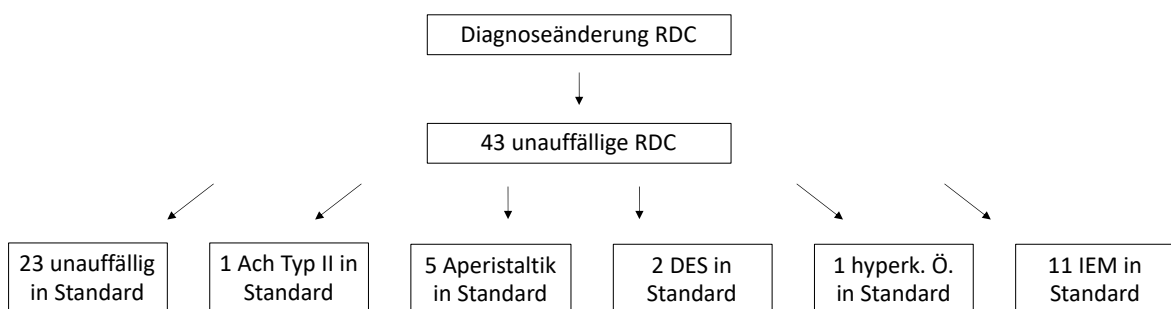 Diagnoseänderung RDC
43 unauffällige RDC
23 unauffällig
in Standard
1 Ach Typ II in
Standard
5 Aperistaltik
in Standard
2 DES in
Standard
1 hyperk. Ö.
in Standard
11 IEM in
Standard